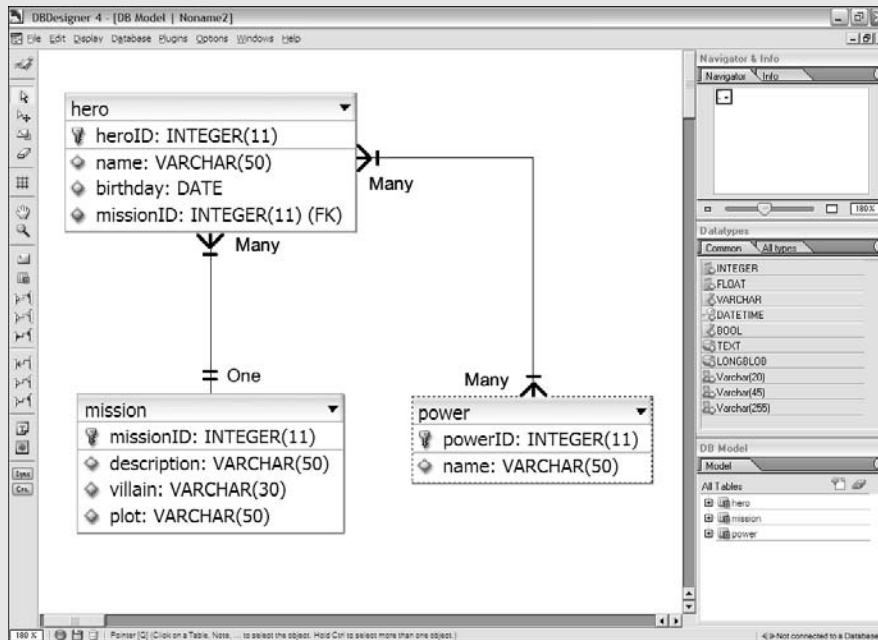 DBDesigner 4 - [DB Model | Noname2]
File Edit Display Database Plugins Options Windows Help
hero
heroID: INTEGER(11)
name: VARCHAR(50)
birthday: DATE
missionID: INTEGER(11) (FK)
Many
Many
One
Many
mission
missionID: INTEGER(11)
description: VARCHAR(50)
villain: VARCHAR(30)
plot: VARCHAR(50)
power
powerID: INTEGER(11)
name: VARCHAR(50)
Navigator & Info
Navigator Info
180%
Datatypes
Common All types
INTEGER
FLOAT
VARCHAR
DATETIME
BOOL
TEXT
LONGBLOB
Varchar(20)
Varchar(45)
Varchar(255)
DB Model
Model
All Tables
hero
mission
power
Sync
180 % Pointer [Q] (Click on a Table, Note, ... to select the object. Hold Ctrl to select more than one object.) Not connected to a Database